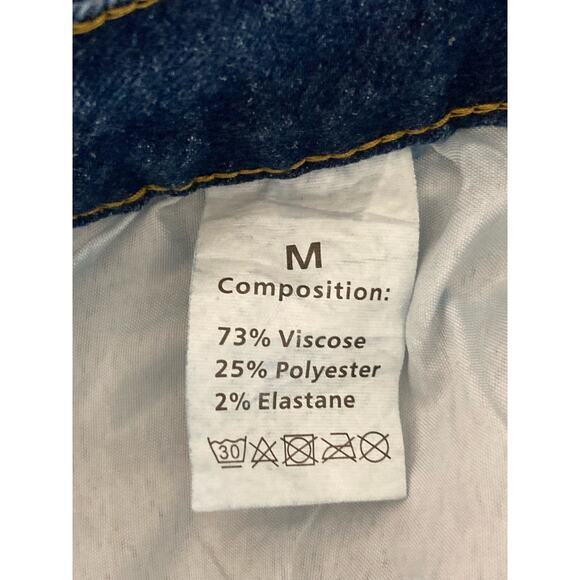 M
Composition:
73% Viscose
25% Polyester
2% Elastane
30